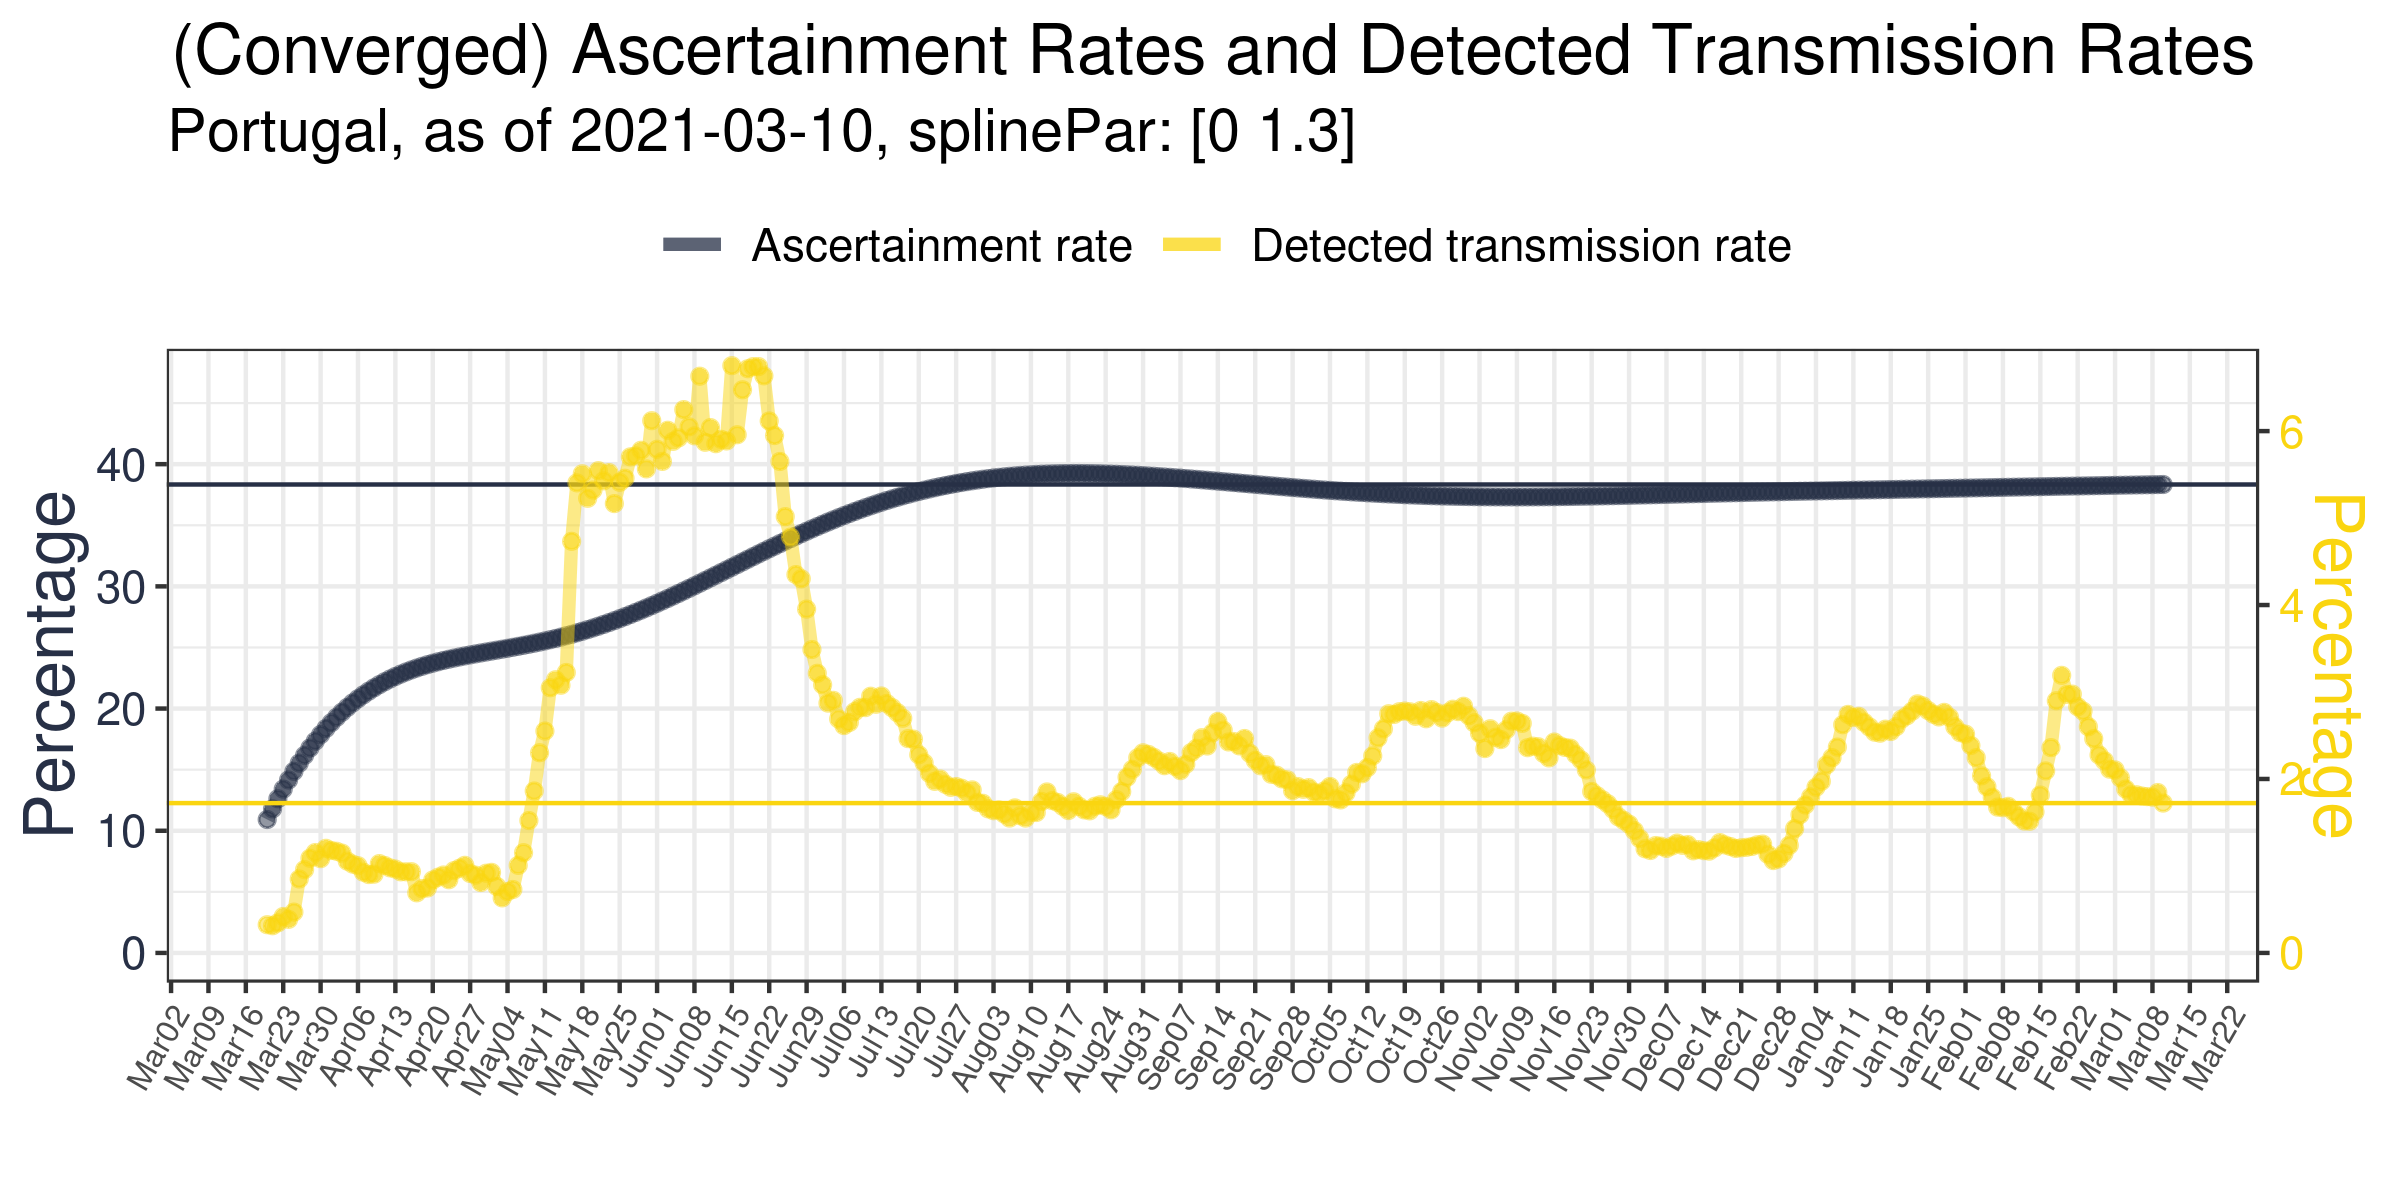 (Converged) Ascertainment Rates and Detected Transmission Rates
Portugal, as of 2021-03-10, splinePar: [0 1.3]
Ascertainment rate Detected transmission rate
Percentage
40
30
20
10
0
6
4
2
0
Percentage
Mar02 Mar09 Mar16 Mar23 Mar30 Apr06 Apr13 Apr20 Apr27 May04 May11 May18 May25 Jun01 Jun08 Jun15 Jun22 Jun29 Jul06 Jul13 Jul20 Jul27 Aug03 Aug10 Aug17 Aug24 Aug31 Sep07 Sep14 Sep21 Sep28 Oct05 Oct12 Oct19 Oct26 Nov02 Nov09 Nov16 Nov23 Nov30 Dec07 Dec14 Dec21 Dec28 Jan04 Jan11 Jan18 Jan25 Feb01 Feb08 Feb15 Feb22 Mar01 Mar08 Mar15 Mar22